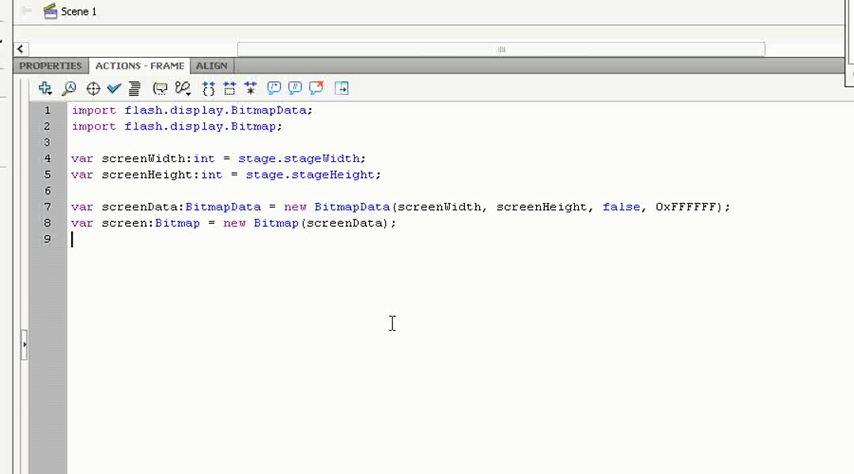 Scene 1
PROPERTIES ACTIONS - FRAME ALIGN
1 import flash.display.BitmapData;
2 import flash.display.Bitmap;
3
4 var screenWidth:int = stage.stageWidth;
5 var screenHeight:int = stage.stageHeight;
6
7 var screenData:BitmapData = new BitmapData(screenWidth, screenHeight, false, 0xFFFFFF);
8 var screen:Bitmap = new Bitmap(screenData);
9